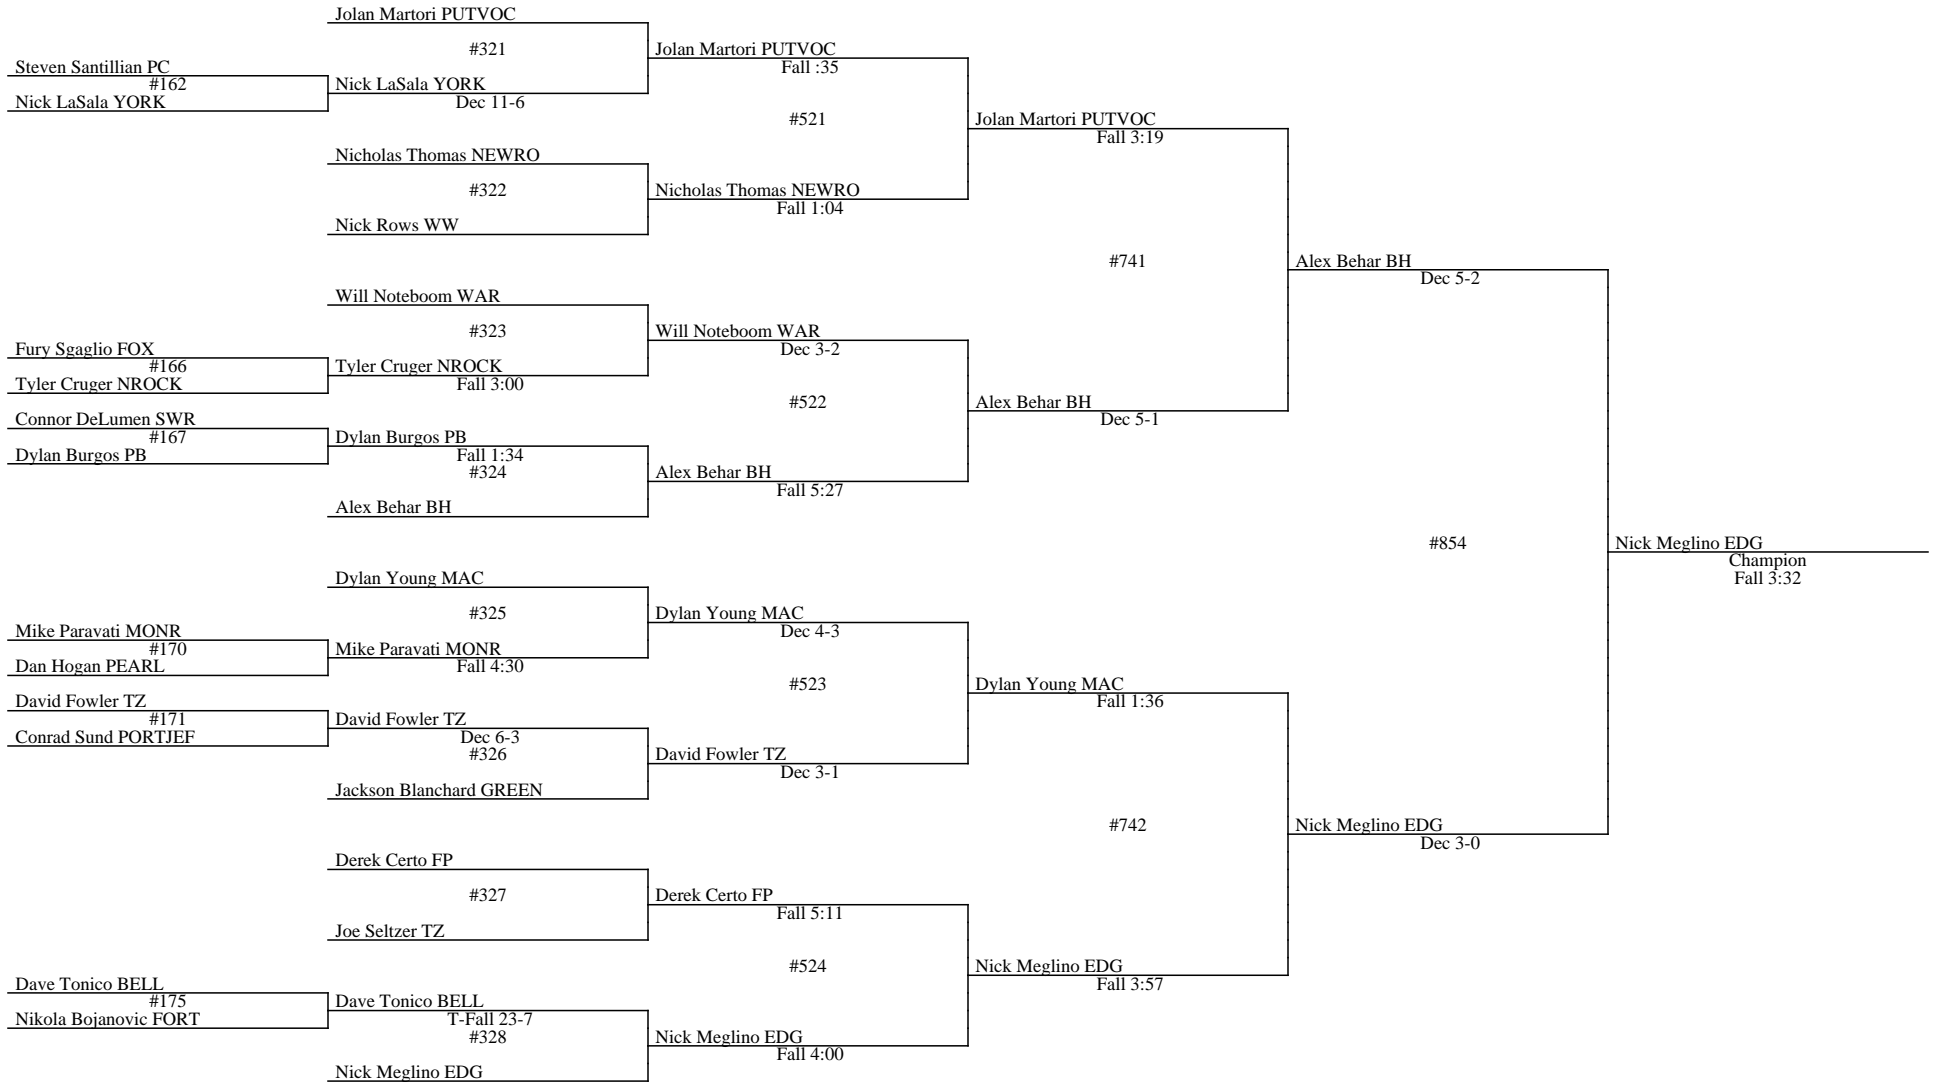 Jolan Martori PUTVOC
#321
Jolan Martori PUTVOC
Fall :35
Steven Santillian PC
#162
Nick LaSala YORK
Nick LaSala YORK
Dec 11-6
#521
Jolan Martori PUTVOC
Fall 3:19
Nicholas Thomas NEWRO
#322
Nicholas Thomas NEWRO
Fall 1:04
Nick Rows WW
#741
Alex Behar BH
Dec 5-2
Will Noteboom WAR
#323
Will Noteboom WAR
Dec 3-2
Fury Sgaglio FOX
#166
Tyler Cruger NROCK
Tyler Cruger NROCK
Fall 3:00
#522
Alex Behar BH
Dec 5-1
Connor DeLumen SWR
#167
Dylan Burgos PB
Dylan Burgos PB
Fall 1:34
#324
Alex Behar BH
Fall 5:27
Alex Behar BH
#854
Nick Meglino EDG
Champion
Fall 3:32
Dylan Young MAC
#325
Dylan Young MAC
Dec 4-3
Mike Paravati MONR
#170
Dan Hogan PEARL
Mike Paravati MONR
Fall 4:30
#523
Dylan Young MAC
Fall 1:36
David Fowler TZ
#171
Conrad Sund PORTJEF
David Fowler TZ
Dec 6-3
#326
David Fowler TZ
Dec 3-1
Jackson Blanchard GREEN
#742
Nick Meglino EDG
Dec 3-0
Derek Certo FP
#327
Derek Certo FP
Fall 5:11
Joe Seltzer TZ
#524
Nick Meglino EDG
Fall 3:57
Dave Tonico BELL
#175
Nikola Bojanovic FORT
Dave Tonico BELL
T-Fall 23-7
#328
Nick Meglino EDG
Fall 4:00
Nick Meglino EDG